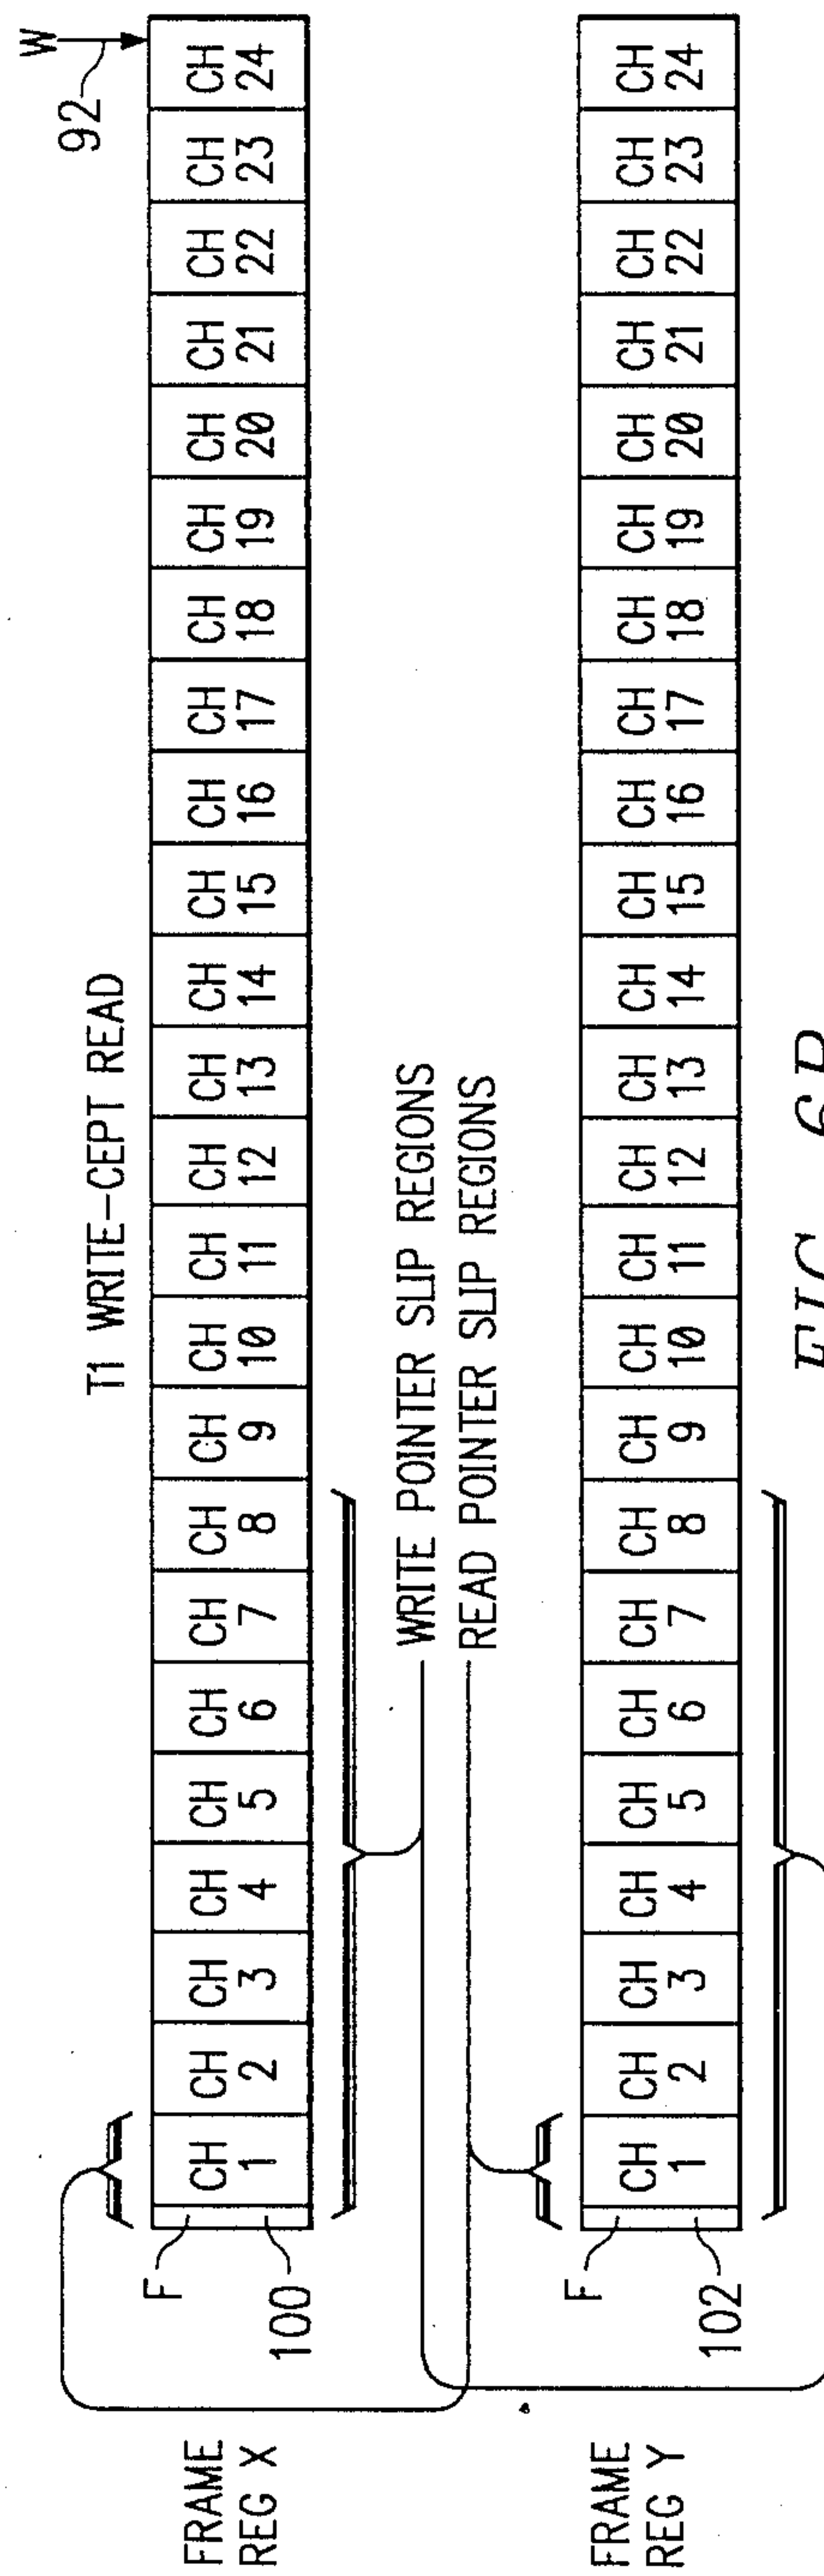 T1 WRITE-CEPT READ
W
92
FRAME
REG X
F
100
CH 1
CH 2
CH 3
CH 4
CH 5
CH 6
CH 7
CH 8
CH 9
CH 10
CH 11
CH 12
CH 13
CH 14
CH 15
CH 16
CH 17
CH 18
CH 19
CH 20
CH 21
CH 22
CH 23
CH 24
WRITE POINTER SLIP REGIONS
READ POINTER SLIP REGIONS
FRAME
REG Y
F
102
CH 1
CH 2
CH 3
CH 4
CH 5
CH 6
CH 7
CH 8
CH 9
CH 10
CH 11
CH 12
CH 13
CH 14
CH 15
CH 16
CH 17
CH 18
CH 19
CH 20
CH 21
CH 22
CH 23
CH 24